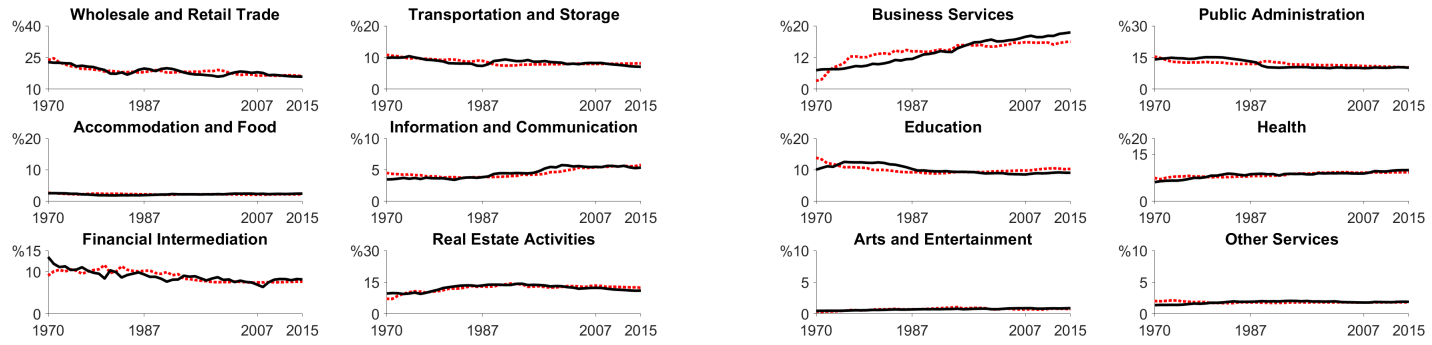 Wholesale and Retail Trade
%40
25
10
1970 1987 2007 2015
Transportation and Storage
%20
10
0
1970 1987 2007 2015
Business Services
%20
12
0
1970 1987 2007 2015
Public Administration
%30
15
0
1970 1987 2007 2015
Accommodation and Food
%20
10
0
1970 1987 2007 2015
Information and Communication
%10
5
0
1970 1987 2007 2015
Education
%20
10
0
1970 1987 2007 2015
Health
%20
15
0
1970 1987 2007 2015
Financial Intermediation
%15
10
0
1970 1987 2007 2015
Real Estate Activities
%30
15
0
1970 1987 2007 2015
Arts and Entertainment
%10
5
0
1970 1987 2007 2015
Other Services
%10
5
0
1970 1987 2007 2015